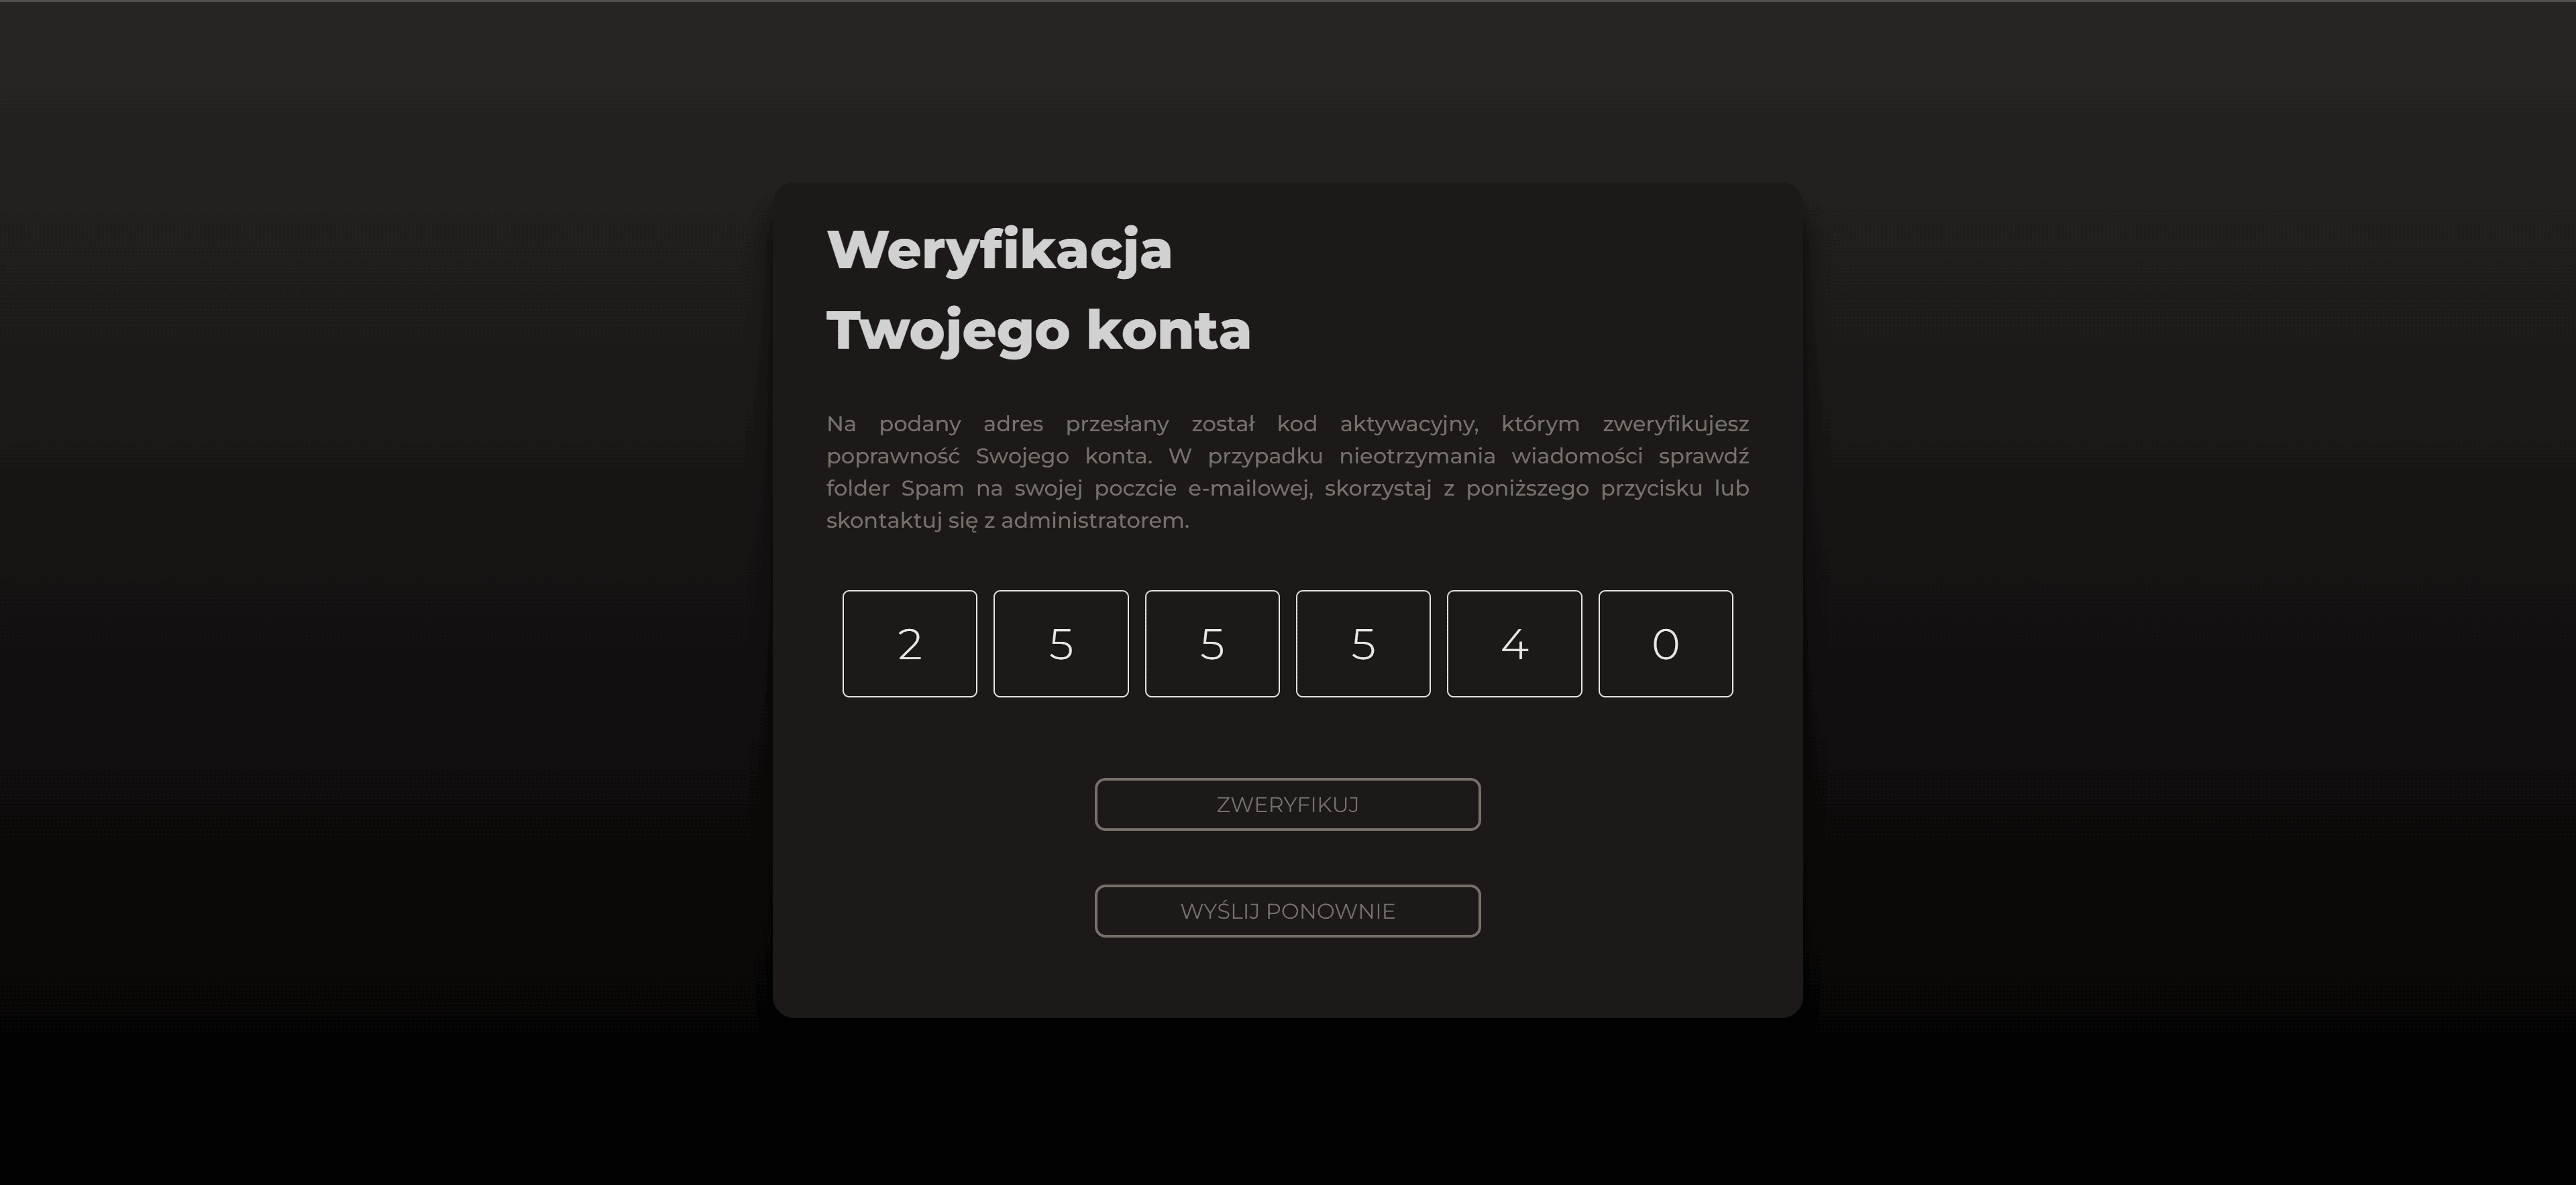 Weryfikacja
Twojego konta
Na podany adres przesłany został kod aktywacyjny, którym zweryfikujesz
poprawność Swojego konta. W przypadku nieotrzymania wiadomości sprawdź
folder Spam na swojej poczcie e-mailowej, skorzystaj z poniższego przycisku lub
skontaktuj się z administratorem.
2 5 5 5 4 0
ZWERYFIKUJ
WYŚLIJ PONOWNIE